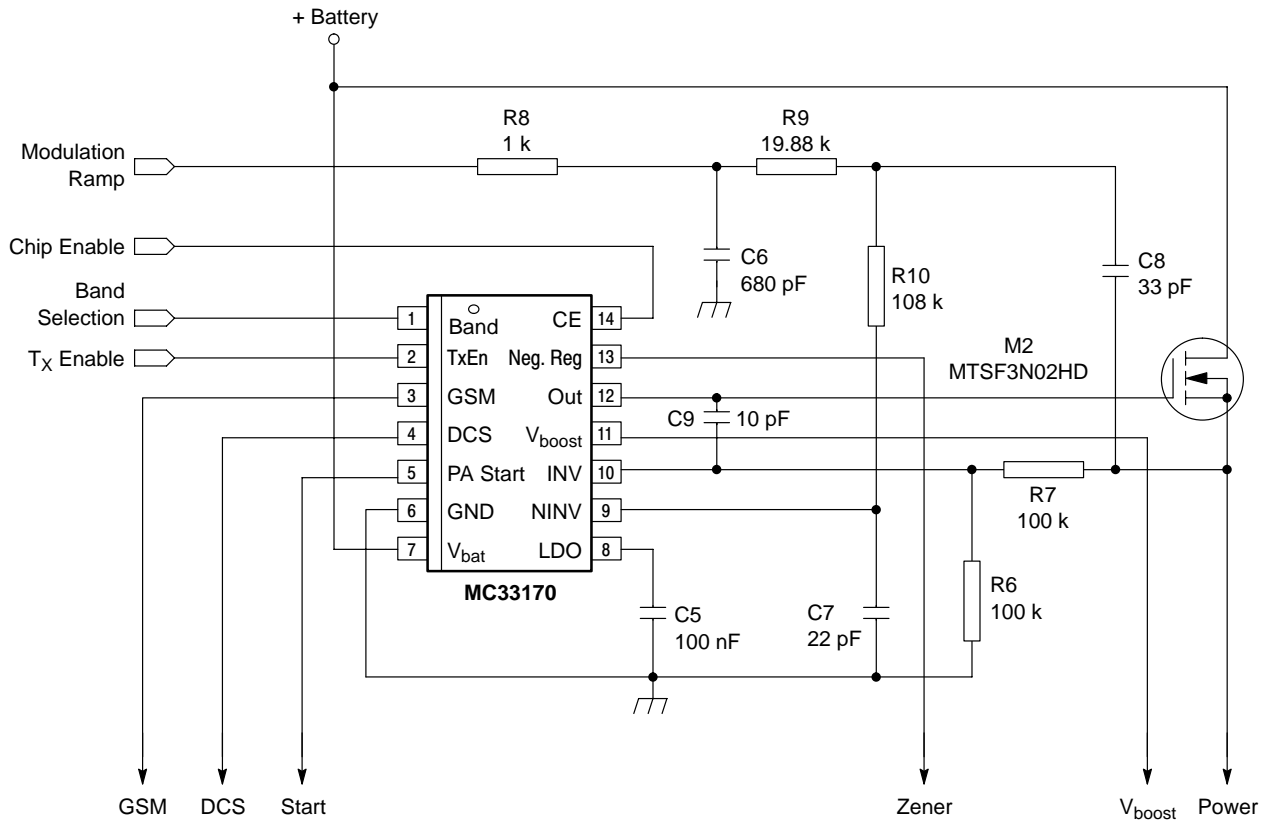 + Battery
R8
1 k
R9
19.88 k
Modulation
Ramp
Chip Enable
Band
Selection
TX Enable
C6
680 pF
R10
108 k
C8
33 pF
M2
MTSF3N02HD
1
Band
CE
14
2
TxEn
Neg. Reg
13
3
GSM
Out
12
4
DCS
Vboost
11
5
PA Start
INV
10
6
GND
NINV
9
7
Vbat
LDO
8
MC33170
C9
10 pF
R7
100 k
R6
100 k
C5
100 nF
C7
22 pF
GSM
DCS
Start
Zener
Vboost
Power